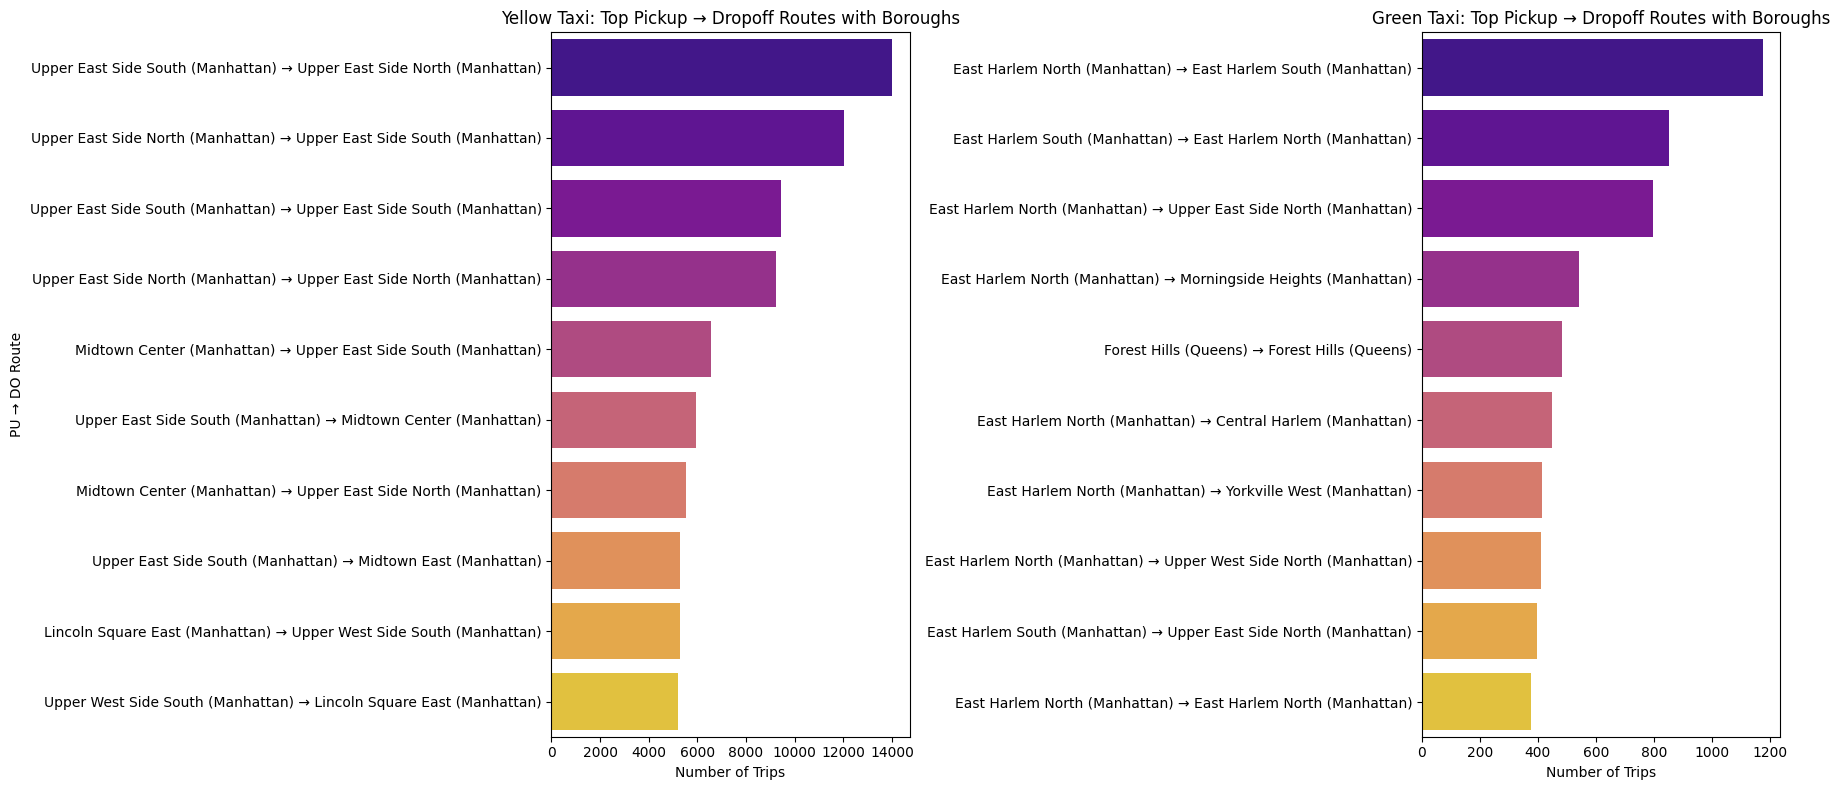 Yellow Taxi: Top Pickup → Dropoff Routes with Boroughs
PU → DO Route
Upper East Side South (Manhattan) → Upper East Side North (Manhattan)
Upper East Side North (Manhattan) → Upper East Side South (Manhattan)
Upper East Side South (Manhattan) → Upper East Side South (Manhattan)
Upper East Side North (Manhattan) → Upper East Side North (Manhattan)
Midtown Center (Manhattan) → Upper East Side South (Manhattan)
Upper East Side South (Manhattan) → Midtown Center (Manhattan)
Midtown Center (Manhattan) → Upper East Side North (Manhattan)
Upper East Side South (Manhattan) → Midtown East (Manhattan)
Lincoln Square East (Manhattan) → Upper West Side South (Manhattan)
Upper West Side South (Manhattan) → Lincoln Square East (Manhattan)
0 2000 4000 6000 8000 10000 12000 14000
Number of Trips
Green Taxi: Top Pickup → Dropoff Routes with Boroughs
East Harlem North (Manhattan) → East Harlem South (Manhattan)
East Harlem South (Manhattan) → East Harlem North (Manhattan)
East Harlem North (Manhattan) → Upper East Side North (Manhattan)
East Harlem North (Manhattan) → Morningside Heights (Manhattan)
Forest Hills (Queens) → Forest Hills (Queens)
East Harlem North (Manhattan) → Central Harlem (Manhattan)
East Harlem North (Manhattan) → Yorkville West (Manhattan)
East Harlem North (Manhattan) → Upper West Side North (Manhattan)
East Harlem South (Manhattan) → Upper East Side North (Manhattan)
East Harlem North (Manhattan) → East Harlem North (Manhattan)
0 200 400 600 800 1000 1200
Number of Trips